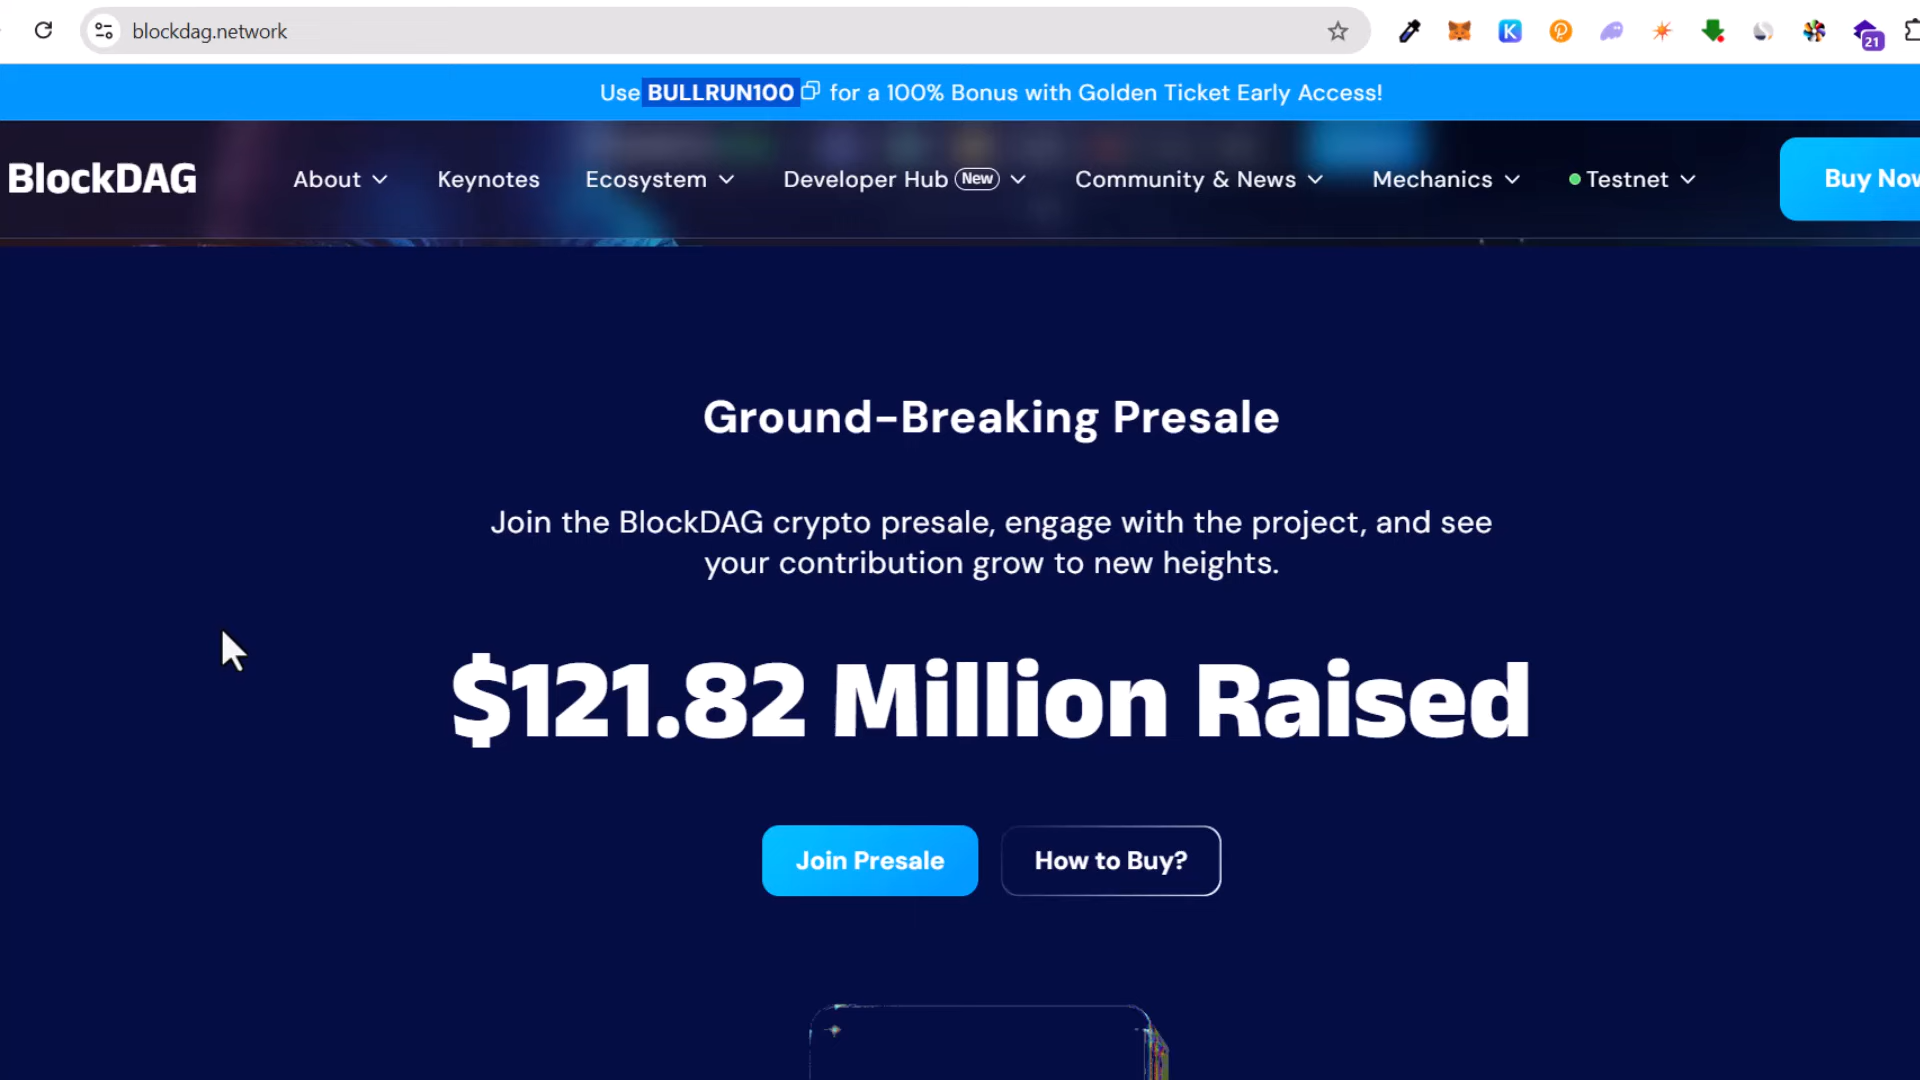 blockdag.network
Use BULLRUN100 for a 100% Bonus with Golden Ticket Early Access!
BlockDAG
About
Keynotes
Ecosystem
Developer Hub New
Community & News
Mechanics
Testnet
Buy Now
Ground-Breaking Presale
Join the BlockDAG crypto presale, engage with the project, and see
your contribution grow to new heights.
$121.82 Million Raised
Join Presale
How to Buy?
K
21